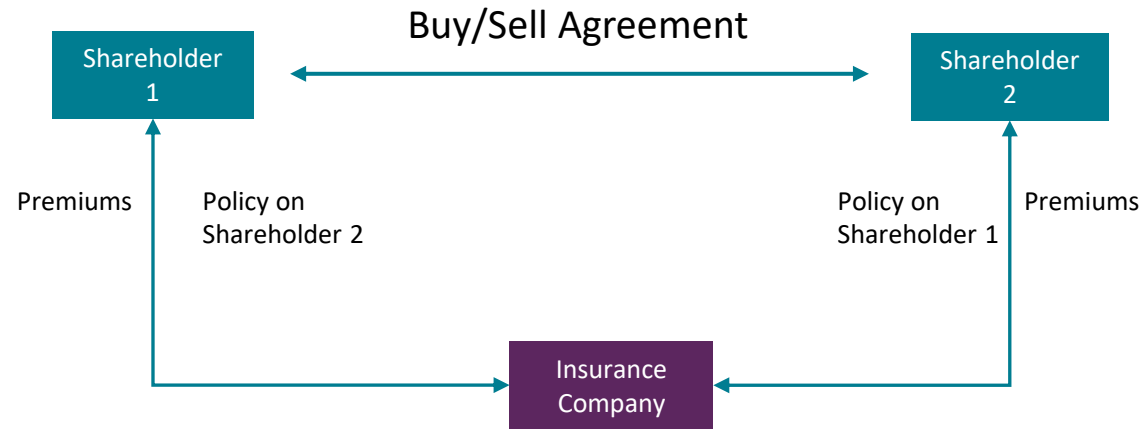 Buy/Sell Agreement
Shareholder
1
Shareholder
2
Premiums
Policy on
Shareholder 2
Policy on
Shareholder 1
Premiums
Insurance
Company